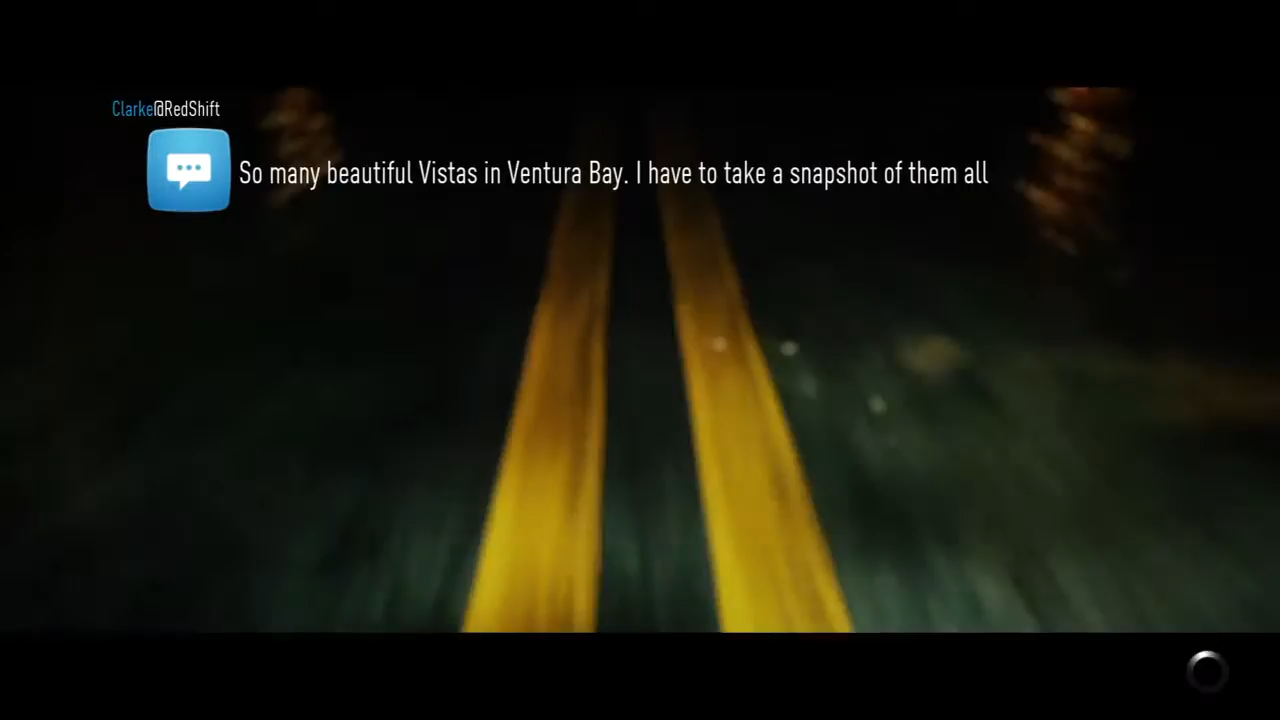 Clarke@RedShift
So many beautiful Vistas in Ventura Bay. I have to take a snapshot of them all